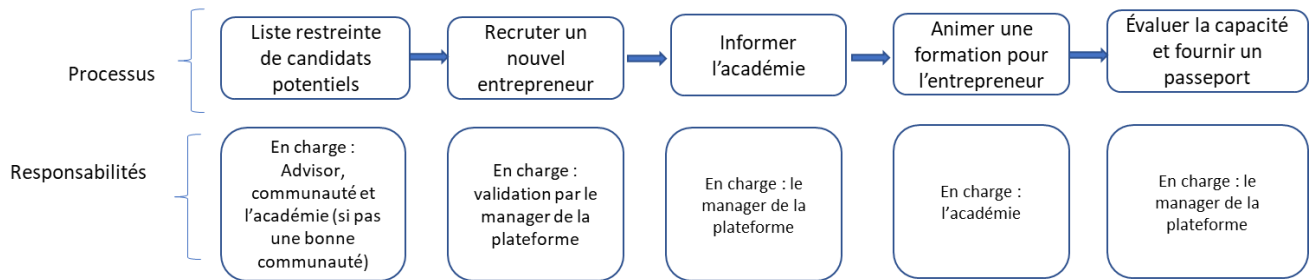 Processus
Liste restreinte
de candidats
potentiels
Recruter un
nouvel
entrepreneur
Informer
l’académie
Animer une
formation pour
l’entrepreneur
Évaluer la capacité
et fournir un
passeport
Responsabilités
En charge :
Advisor,
communauté et
l’académie (si pas
une bonne
communauté)
En charge :
validation par le
manager de la
plateforme
En charge : le
manager de la
plateforme
En charge :
l’académie
En charge : le
manager de la
plateforme